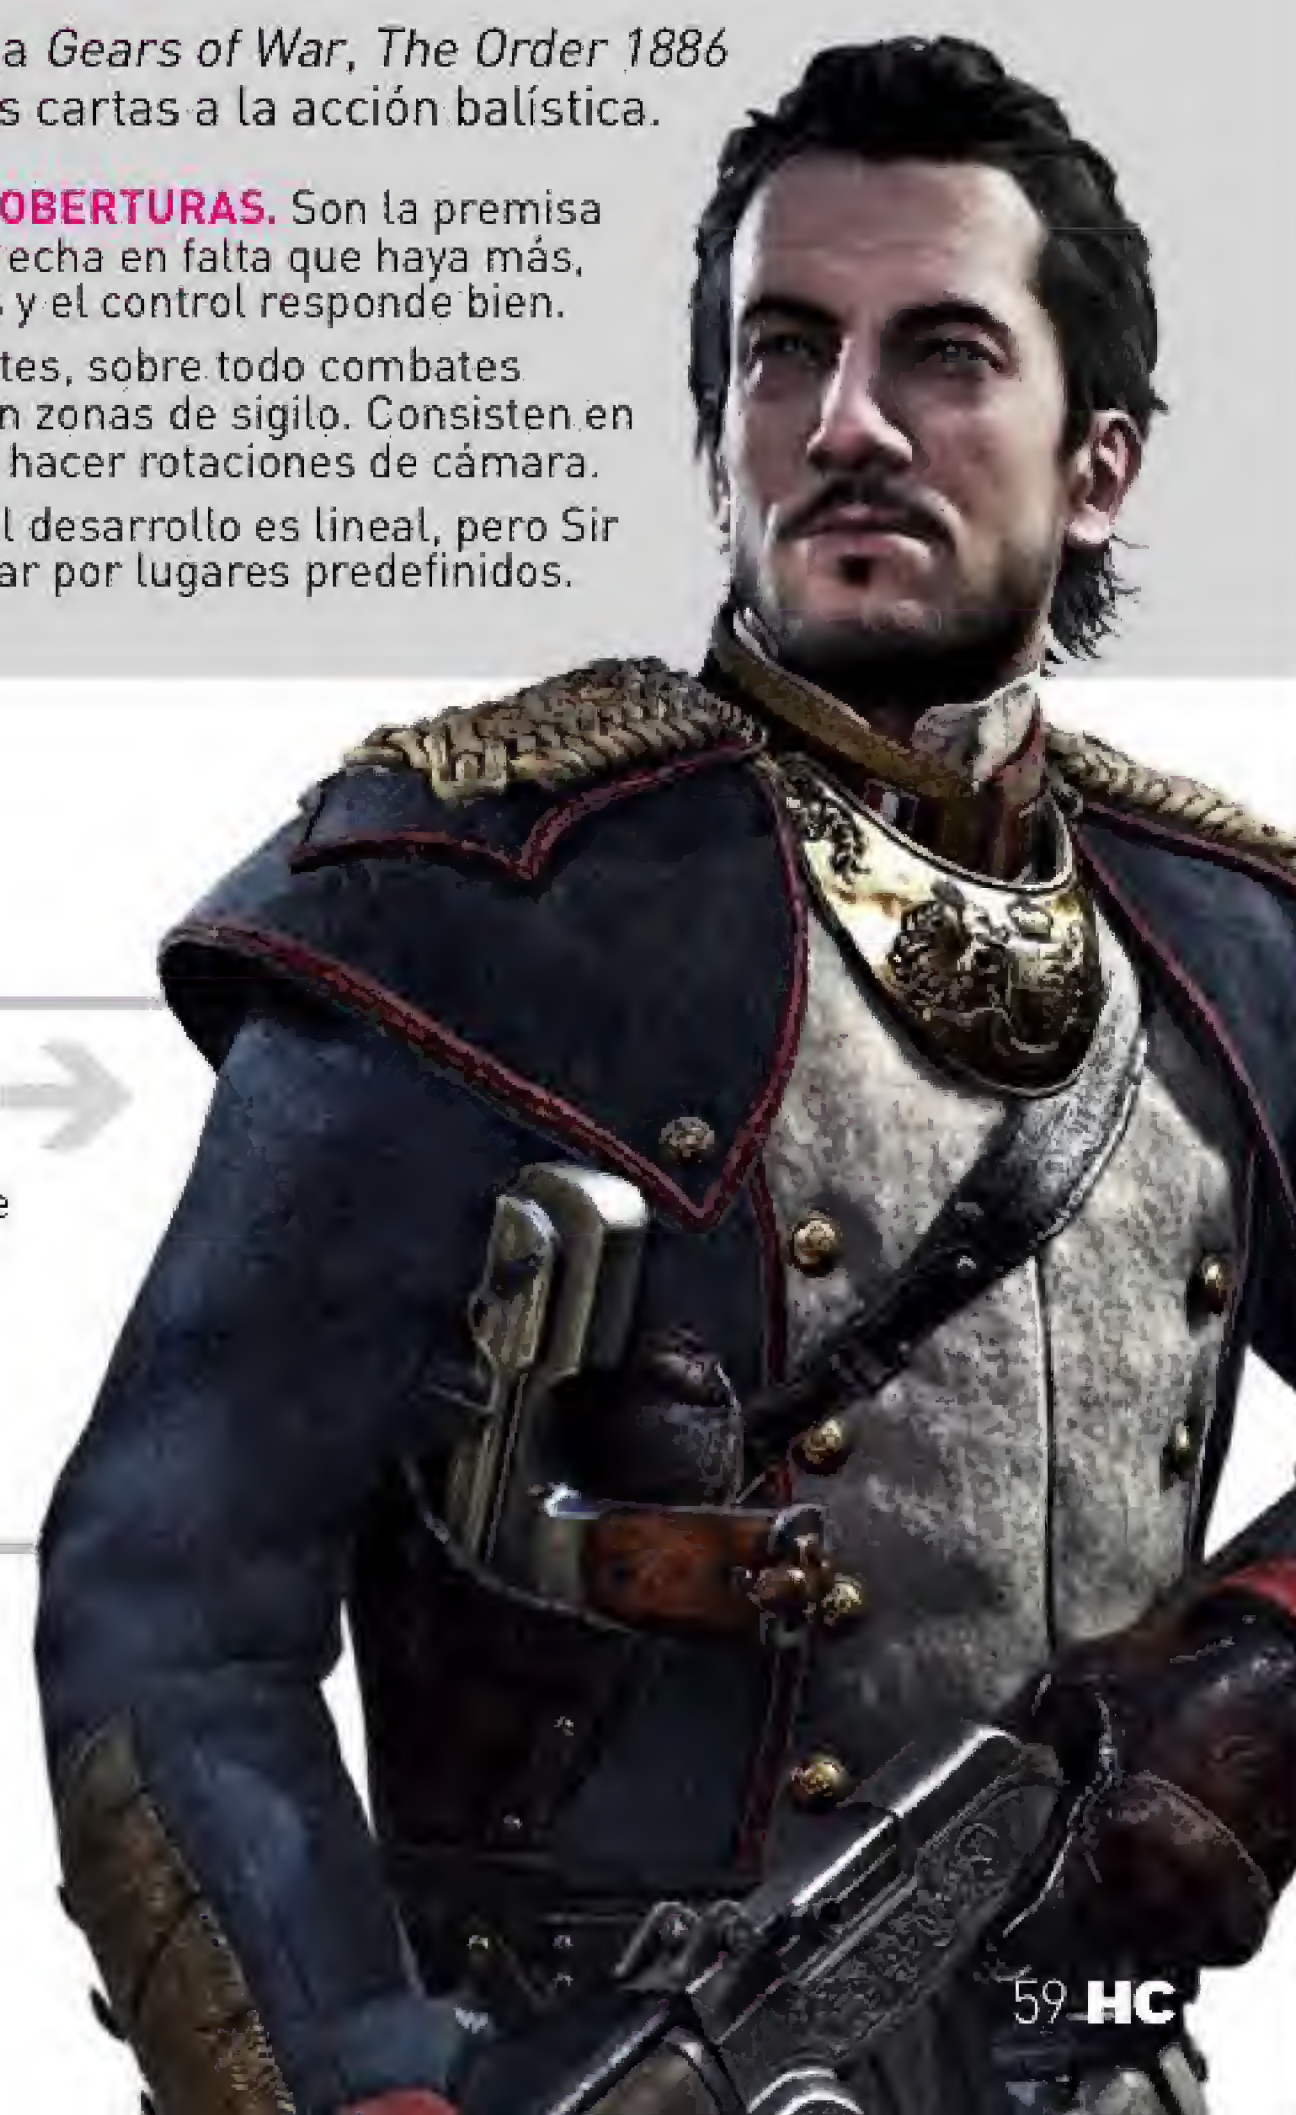 a Gears of War, The Order 1886
s cartas a la acción balística.
OBERTURAS. Son la premisa
echa en falta que haya más,
s y el control responde bien.
tes, sobre todo combates
n zonas de sigilo. Consisten en
hacer rotaciones de cámara.
l desarrollo es lineal, pero Sir
ar por lugares predefinidos.
e
59 HC